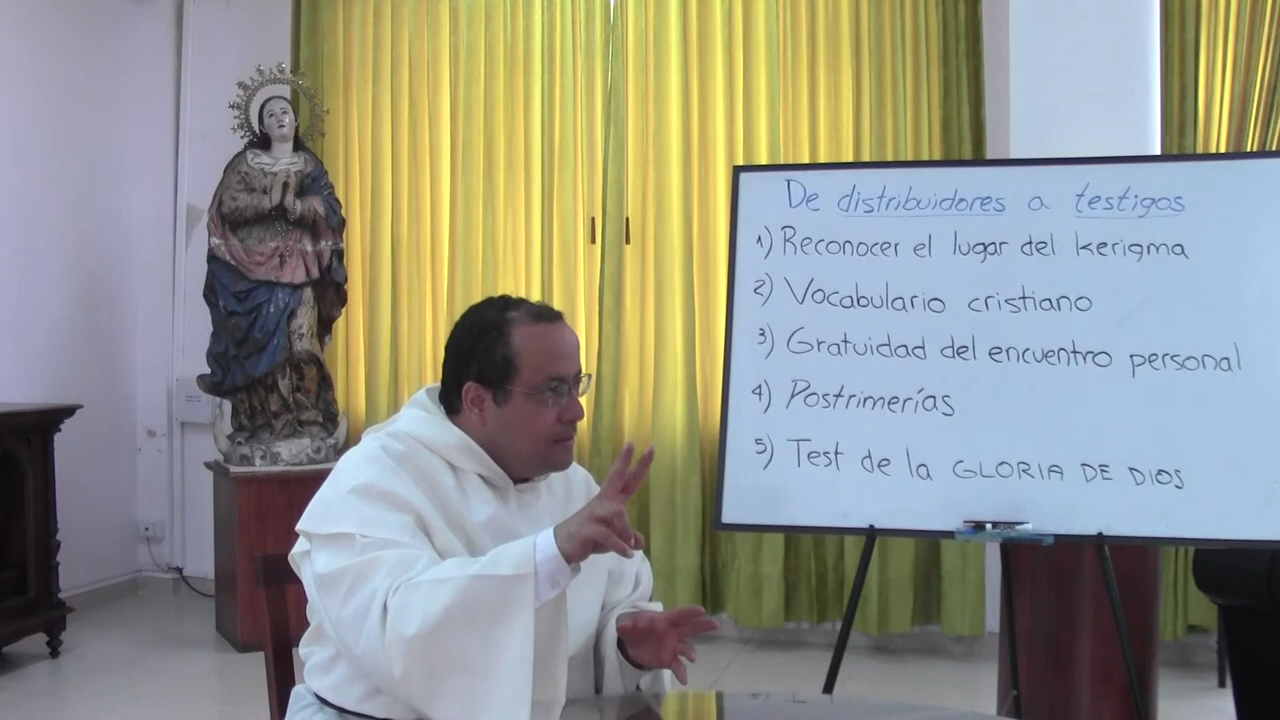 De distribuidores a testigos
1) Reconocer el lugar del kerigma
2) Vocabulario cristiano
3) Gratuidad del encuentro personal
4) Postrimerías
5) Test de la GLORIA DE DIOS